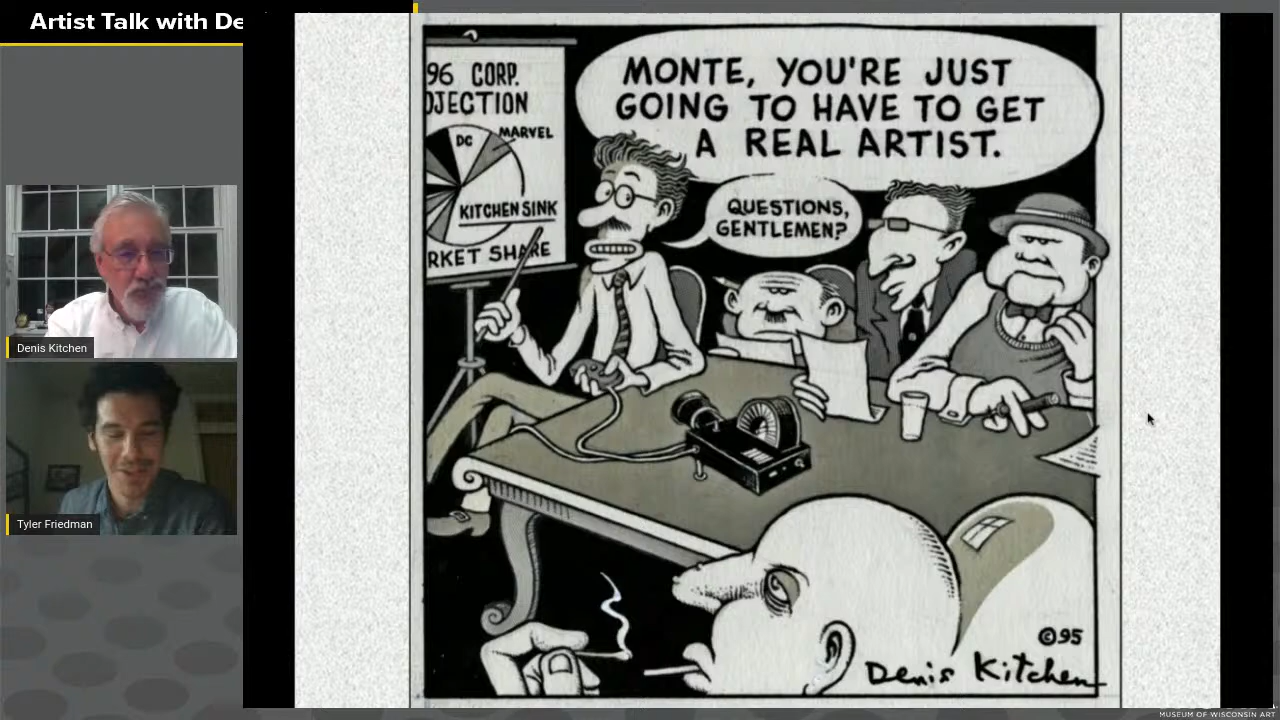 Artist Talk with De
96 CORP.
OJECTION
DC
MARVEL
KITCHEN SINK
RKET SHARE
MONTE, YOU'RE JUST
GOING TO HAVE TO GET
A REAL ARTIST.
QUESTIONS,
GENTLEMEN?
©95
Denis Kitchen
Denis Kitchen
Tyler Friedman
MUSEUM OF WISCONSIN ART